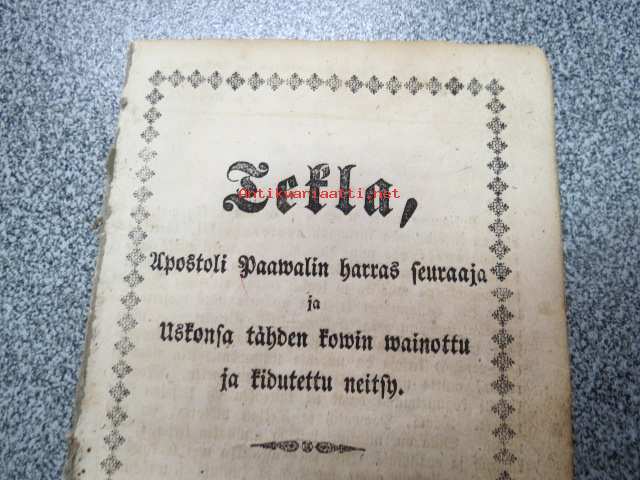 Tekla,
Antikvariaatti.net
Apostoli Paawalin harras seuraaja
ja
Uskonsa tähden kowin wainottu
ja kidutettu neitsy.